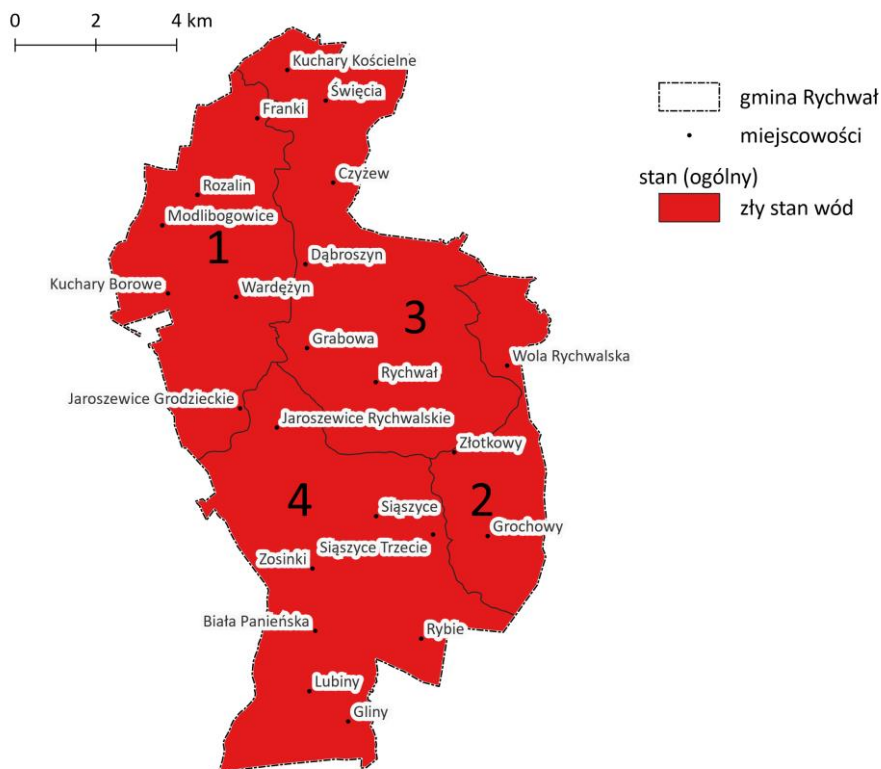 0 2 4 km
Kuchary Kościelne
Święcia
Franki
Czyżew
Rozalin
Modlibogowice
1
Dąbroszyn
Kuchary Borowe
Wardężyn
3
Grabowa
Wola Rychwalska
Rychwał
Jaroszewice Grodzieckie
Jaroszewice Rychwalskie
Złotkowy
4
2
Siąszyce
Grochowy
Siąszyce Trzecie
Zosinki
Biała Panieńska
Rybie
Lubiny
Gliny
gmina Rychwał
miejscowości
stan (ogólny)
zły stan wód